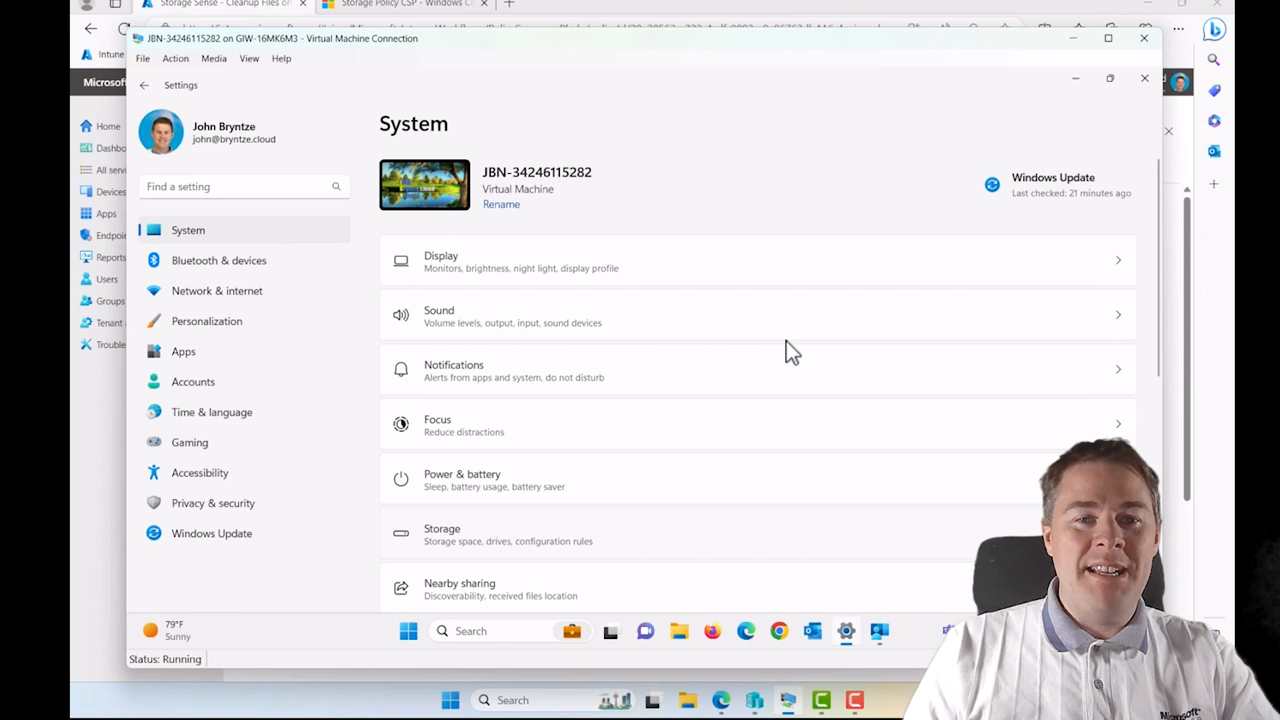 Storage Sense - Cleanup Files on
Storage Policy CSP - Windows C
Intune
Microsof
Home
Dashbo
All servi
Devices
Apps
Endpoin
Reports
Users
Groups
Tenant
Trouble
JBN-34246115282 on GIW-16MK6M3 - Virtual Machine Connection
File Action Media View Help
Settings
John Bryntze
john@bryntze.cloud
Find a setting
System
Bluetooth & devices
Network & internet
Personalization
Apps
Accounts
Time & language
Gaming
Accessibility
Privacy & security
Windows Update
System
JBN-34246115282
Virtual Machine
Rename
Windows Update
Last checked: 21 minutes ago
Display
Monitors, brightness, night light, display profile
Sound
Volume levels, output, input, sound devices
Notifications
Alerts from apps and system, do not disturb
Focus
Reduce distractions
Power & battery
Sleep, battery usage, battery saver
Storage
Storage space, drives, configuration rules
Nearby sharing
Discoverability, received files location
79°F
Sunny
Search
Status: Running
Search
Microsoft